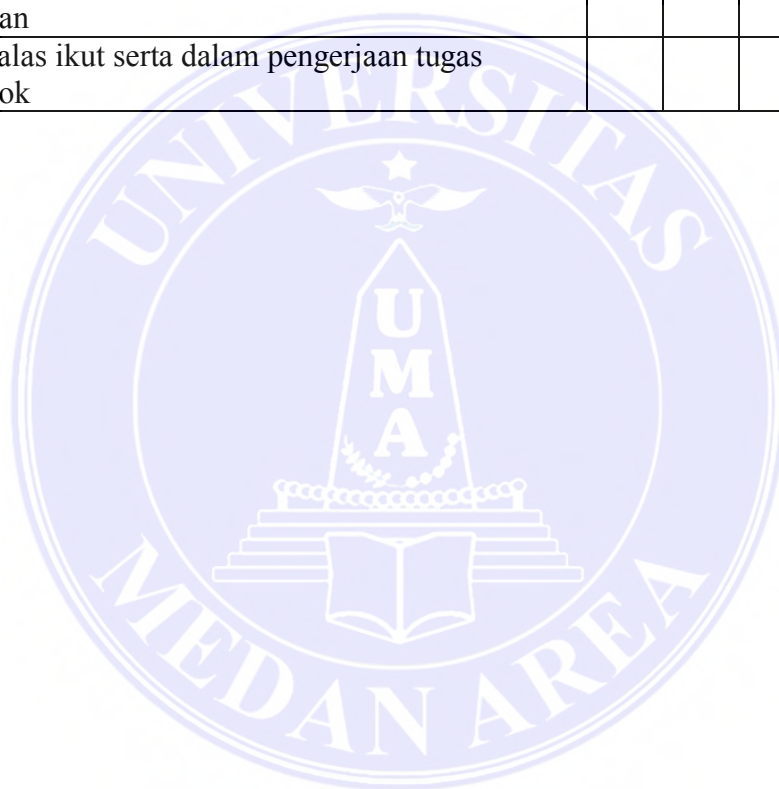 an
alas ikut serta dalam pengerjaan tugas
ok
UNIVERSITAS
U
M
A
MEDAN AREA